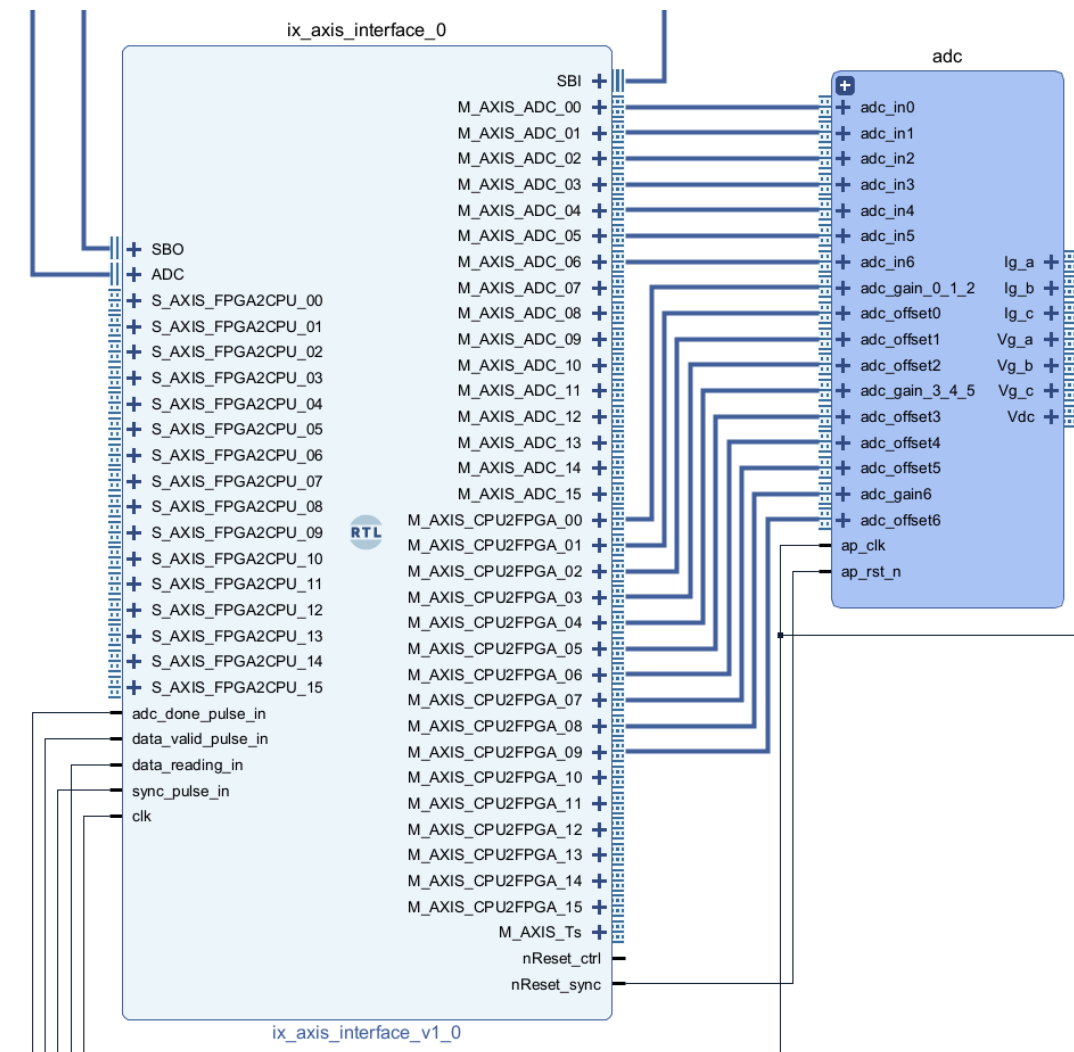 ix_axis_interface_0
SBI
M_AXIS_ADC_00
M_AXIS_ADC_01
M_AXIS_ADC_02
M_AXIS_ADC_03
M_AXIS_ADC_04
M_AXIS_ADC_05
M_AXIS_ADC_06
M_AXIS_ADC_07
M_AXIS_ADC_08
M_AXIS_ADC_09
M_AXIS_ADC_10
M_AXIS_ADC_11
M_AXIS_ADC_12
M_AXIS_ADC_13
M_AXIS_ADC_14
M_AXIS_ADC_15
M_AXIS_CPU2FPGA_00
M_AXIS_CPU2FPGA_01
M_AXIS_CPU2FPGA_02
M_AXIS_CPU2FPGA_03
M_AXIS_CPU2FPGA_04
M_AXIS_CPU2FPGA_05
M_AXIS_CPU2FPGA_06
M_AXIS_CPU2FPGA_07
M_AXIS_CPU2FPGA_08
M_AXIS_CPU2FPGA_09
M_AXIS_CPU2FPGA_10
M_AXIS_CPU2FPGA_11
M_AXIS_CPU2FPGA_12
M_AXIS_CPU2FPGA_13
M_AXIS_CPU2FPGA_14
M_AXIS_CPU2FPGA_15
M_AXIS_Ts
nReset_ctrl
nReset_sync
SBO
ADC
S_AXIS_FPGA2CPU_00
S_AXIS_FPGA2CPU_01
S_AXIS_FPGA2CPU_02
S_AXIS_FPGA2CPU_03
S_AXIS_FPGA2CPU_04
S_AXIS_FPGA2CPU_05
S_AXIS_FPGA2CPU_06
S_AXIS_FPGA2CPU_07
S_AXIS_FPGA2CPU_08
S_AXIS_FPGA2CPU_09
S_AXIS_FPGA2CPU_10
S_AXIS_FPGA2CPU_11
S_AXIS_FPGA2CPU_12
S_AXIS_FPGA2CPU_13
S_AXIS_FPGA2CPU_14
S_AXIS_FPGA2CPU_15
adc_done_pulse_in
data_valid_pulse_in
data_reading_in
sync_pulse_in
clk
RTL
ix_axis_interface_v1_0
adc
adc_in0
adc_in1
adc_in2
adc_in3
adc_in4
adc_in5
adc_in6
adc_gain_0_1_2
adc_offset0
adc_offset1
adc_offset2
adc_gain_3_4_5
adc_offset3
adc_offset4
adc_offset5
adc_gain6
adc_offset6
ap_clk
ap_rst_n
Ig_a
Ig_b
Ig_c
Vg_a
Vg_b
Vg_c
Vdc